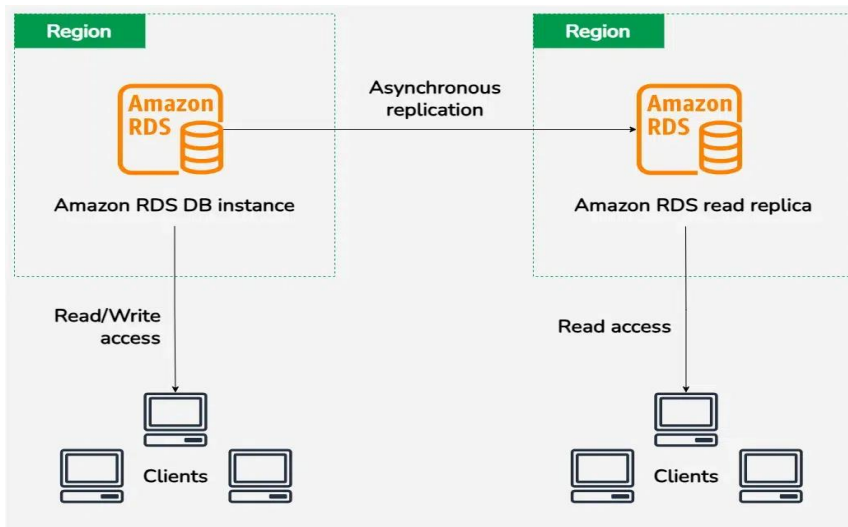 Region
Region
Asynchronous
replication
Amazon
RDS
Amazon
RDS
Amazon RDS DB instance
Amazon RDS read replica
Read/Write
access
Read access
Clients
Clients